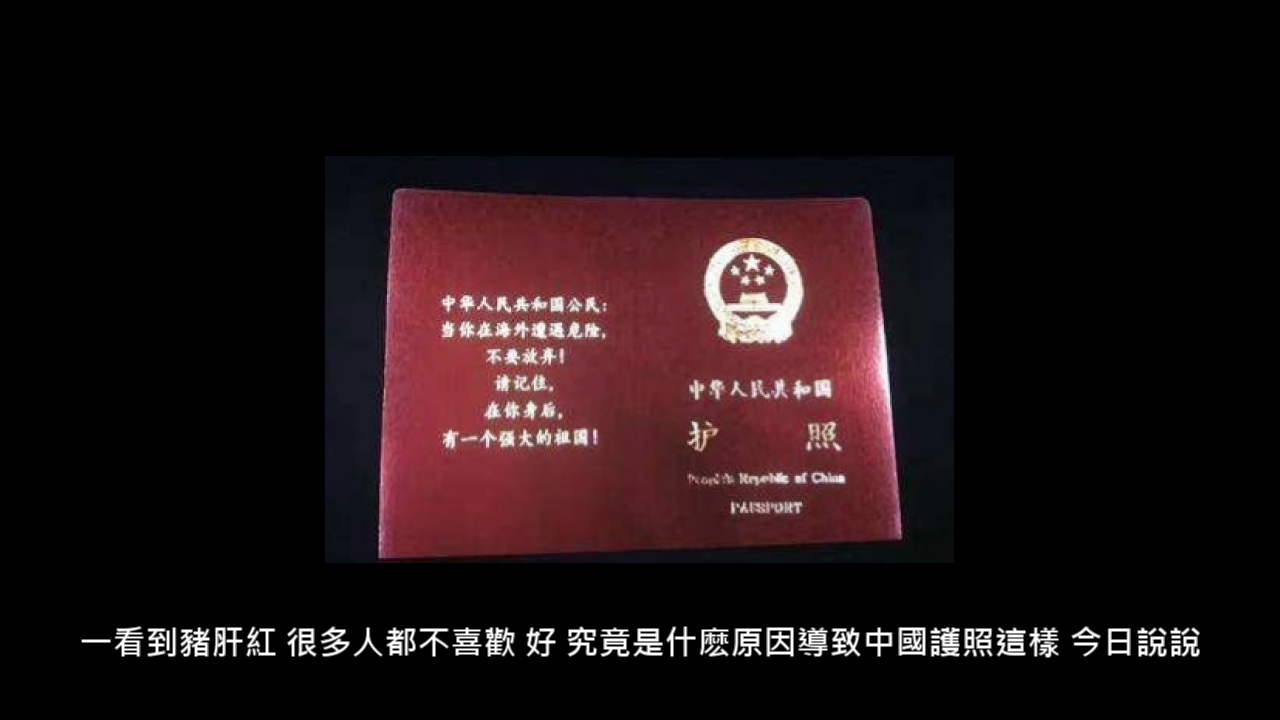 中华人民共和国公民:
当你在海外遭遇危险,
不要放弃!
请记住,
在你身后,
有一个强大的祖国!
中华人民共和国
护 照
People's Republic of China
PASSPORT
一看到豬肝紅 很多人都不喜歡 好 究竟是什麽原因導致中國護照這樣 今日說說